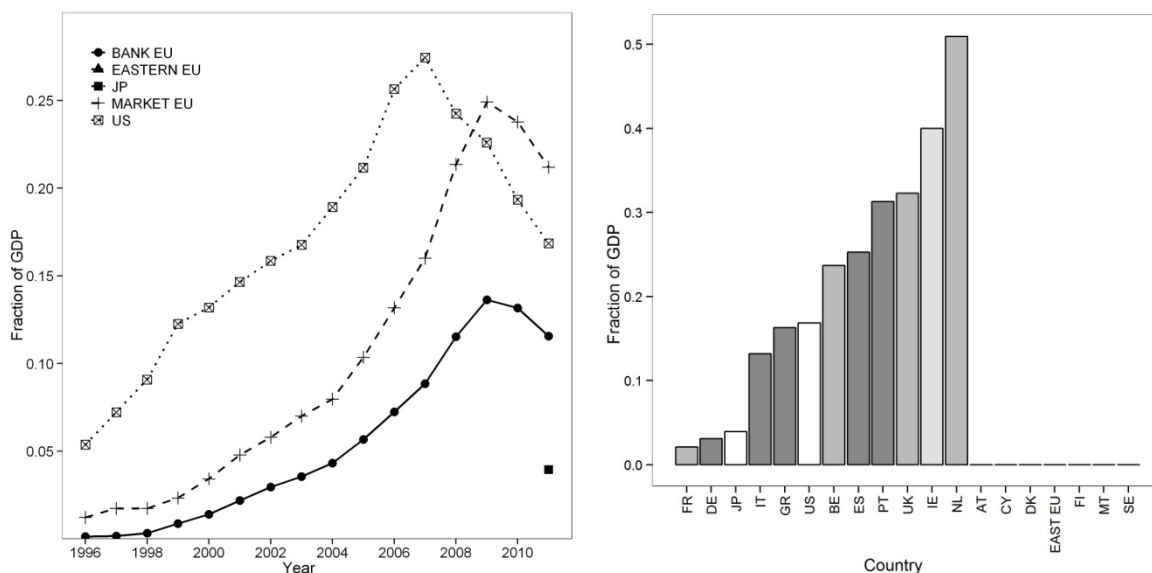 BANK EU
EASTERN EU
JP
MARKET EU
US
0.25
0.20
0.15
0.10
0.05
Fraction of GDP
1996 1998 2000 2002 2004 2006 2008 2010
Year
0.5
0.4
0.3
0.2
0.1
0.0
Fraction of GDP
FR DE JP IT GR US BE ES PT UK IE NL AT CY DK EAST EU FI MT SE
Country